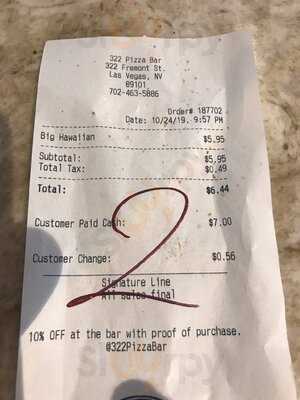 322 Pizza Bar
322 Fremont St.
Las Vegas, NV
89101
702-463-5886
Order# 187702
Date: 10/24/19, 9:57 PM
Big Hawaiian $5.95
Subtotal: $5.95
Total Tax: $0.49
Total: $6.44
Customer Paid Cash: $7.00
Customer Change: $0.56
2
Signature Line
All sales final
10% OFF at the bar with proof of purchase.
@322PizzaBar